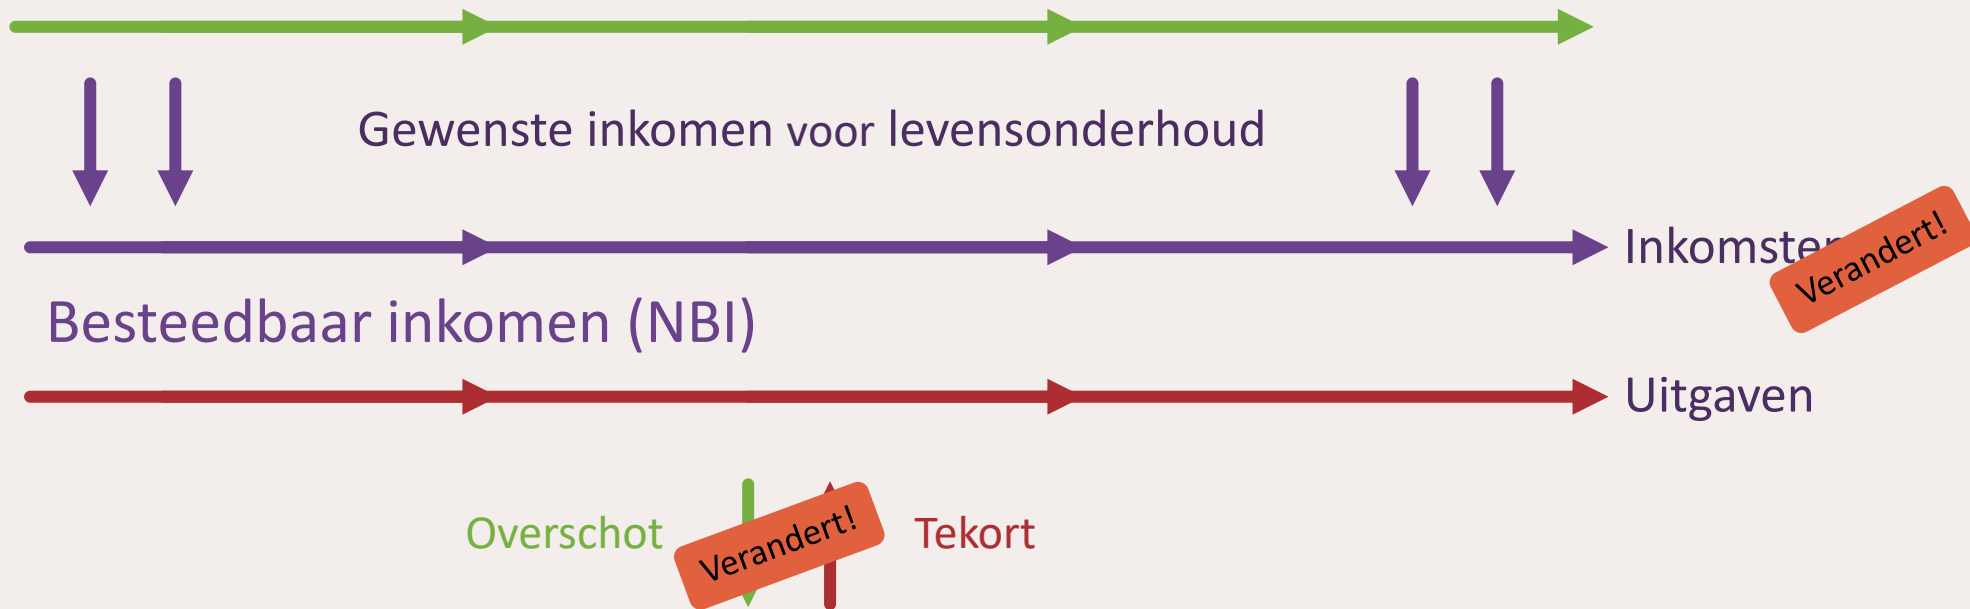 Gewenste inkomen voor levensonderhoud
Inkomsten
Verandert!
Besteedbaar inkomen (NBI)
Uitgaven
Overschot
Verandert!
Tekort